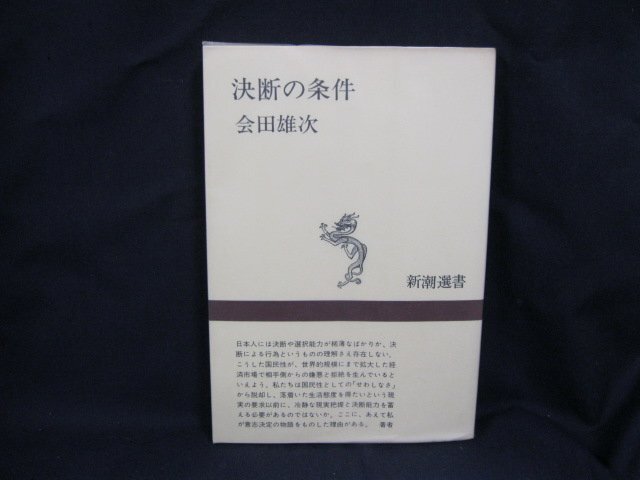 決断の条件
会田雄次
新潮選書
日本人には決断や選択能力が稀薄なばかりか、決
断による行為というものの理解さえ存在しない。
こうした国民性が、世界的規模にまで拡大した経
済市場で相手側からの嫌悪と拒絶を生んでいると
いえよう。私たちは国民性としての「せわしなさ」
から脱却し、落着いた生活態度を得たいという現
実の要求以前に、冷静な現実把握と決断能力を蓄
える必要があるのではないか。ここに、あえて私
が意志決定の物語をものした理由がある。 著者